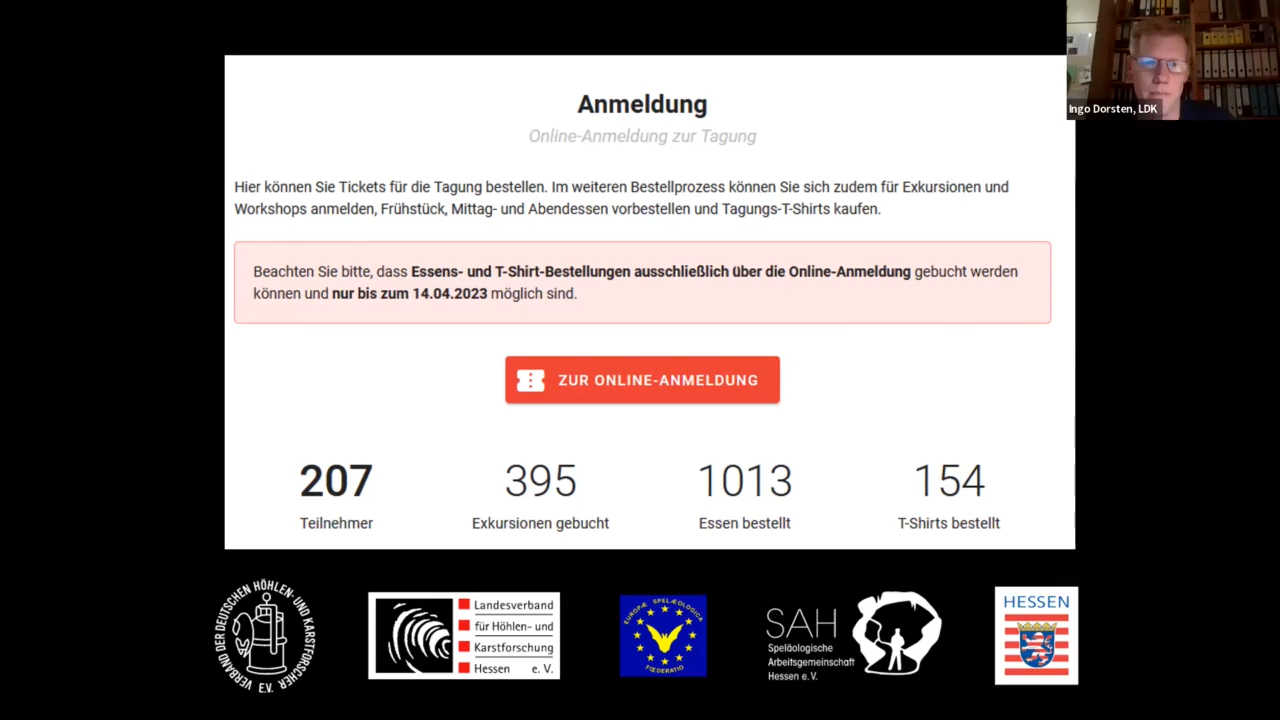 Ingo Dorsten, LDK
Anmeldung
Online-Anmeldung zur Tagung
Hier können Sie Tickets für die Tagung bestellen. Im weiteren Bestellprozess können Sie sich zudem für Exkursionen und
Workshops anmelden, Frühstück, Mittag- und Abendessen vorbestellen und Tagungs-T-Shirts kaufen.
Beachten Sie bitte, dass Essens- und T-Shirt-Bestellungen ausschließlich über die Online-Anmeldung gebucht werden
können und nur bis zum 14.04.2023 möglich sind.
ZUR ONLINE-ANMELDUNG
207
Teilnehmer
395
Exkursionen gebucht
1013
Essen bestellt
154
T-Shirts bestellt
VERBAND DER DEUTSCHEN HÖHLEN- UND KARSTFORSCHER
E.V.
Landesverband
für Höhlen- und
Karstforschung
Hessen e. V.
EUROPÆ SPELÆOLOGICA
FŒDERATIO
SAH
Speläologische
Arbeitsgemeinschaft
Hessen e.V.
HESSEN